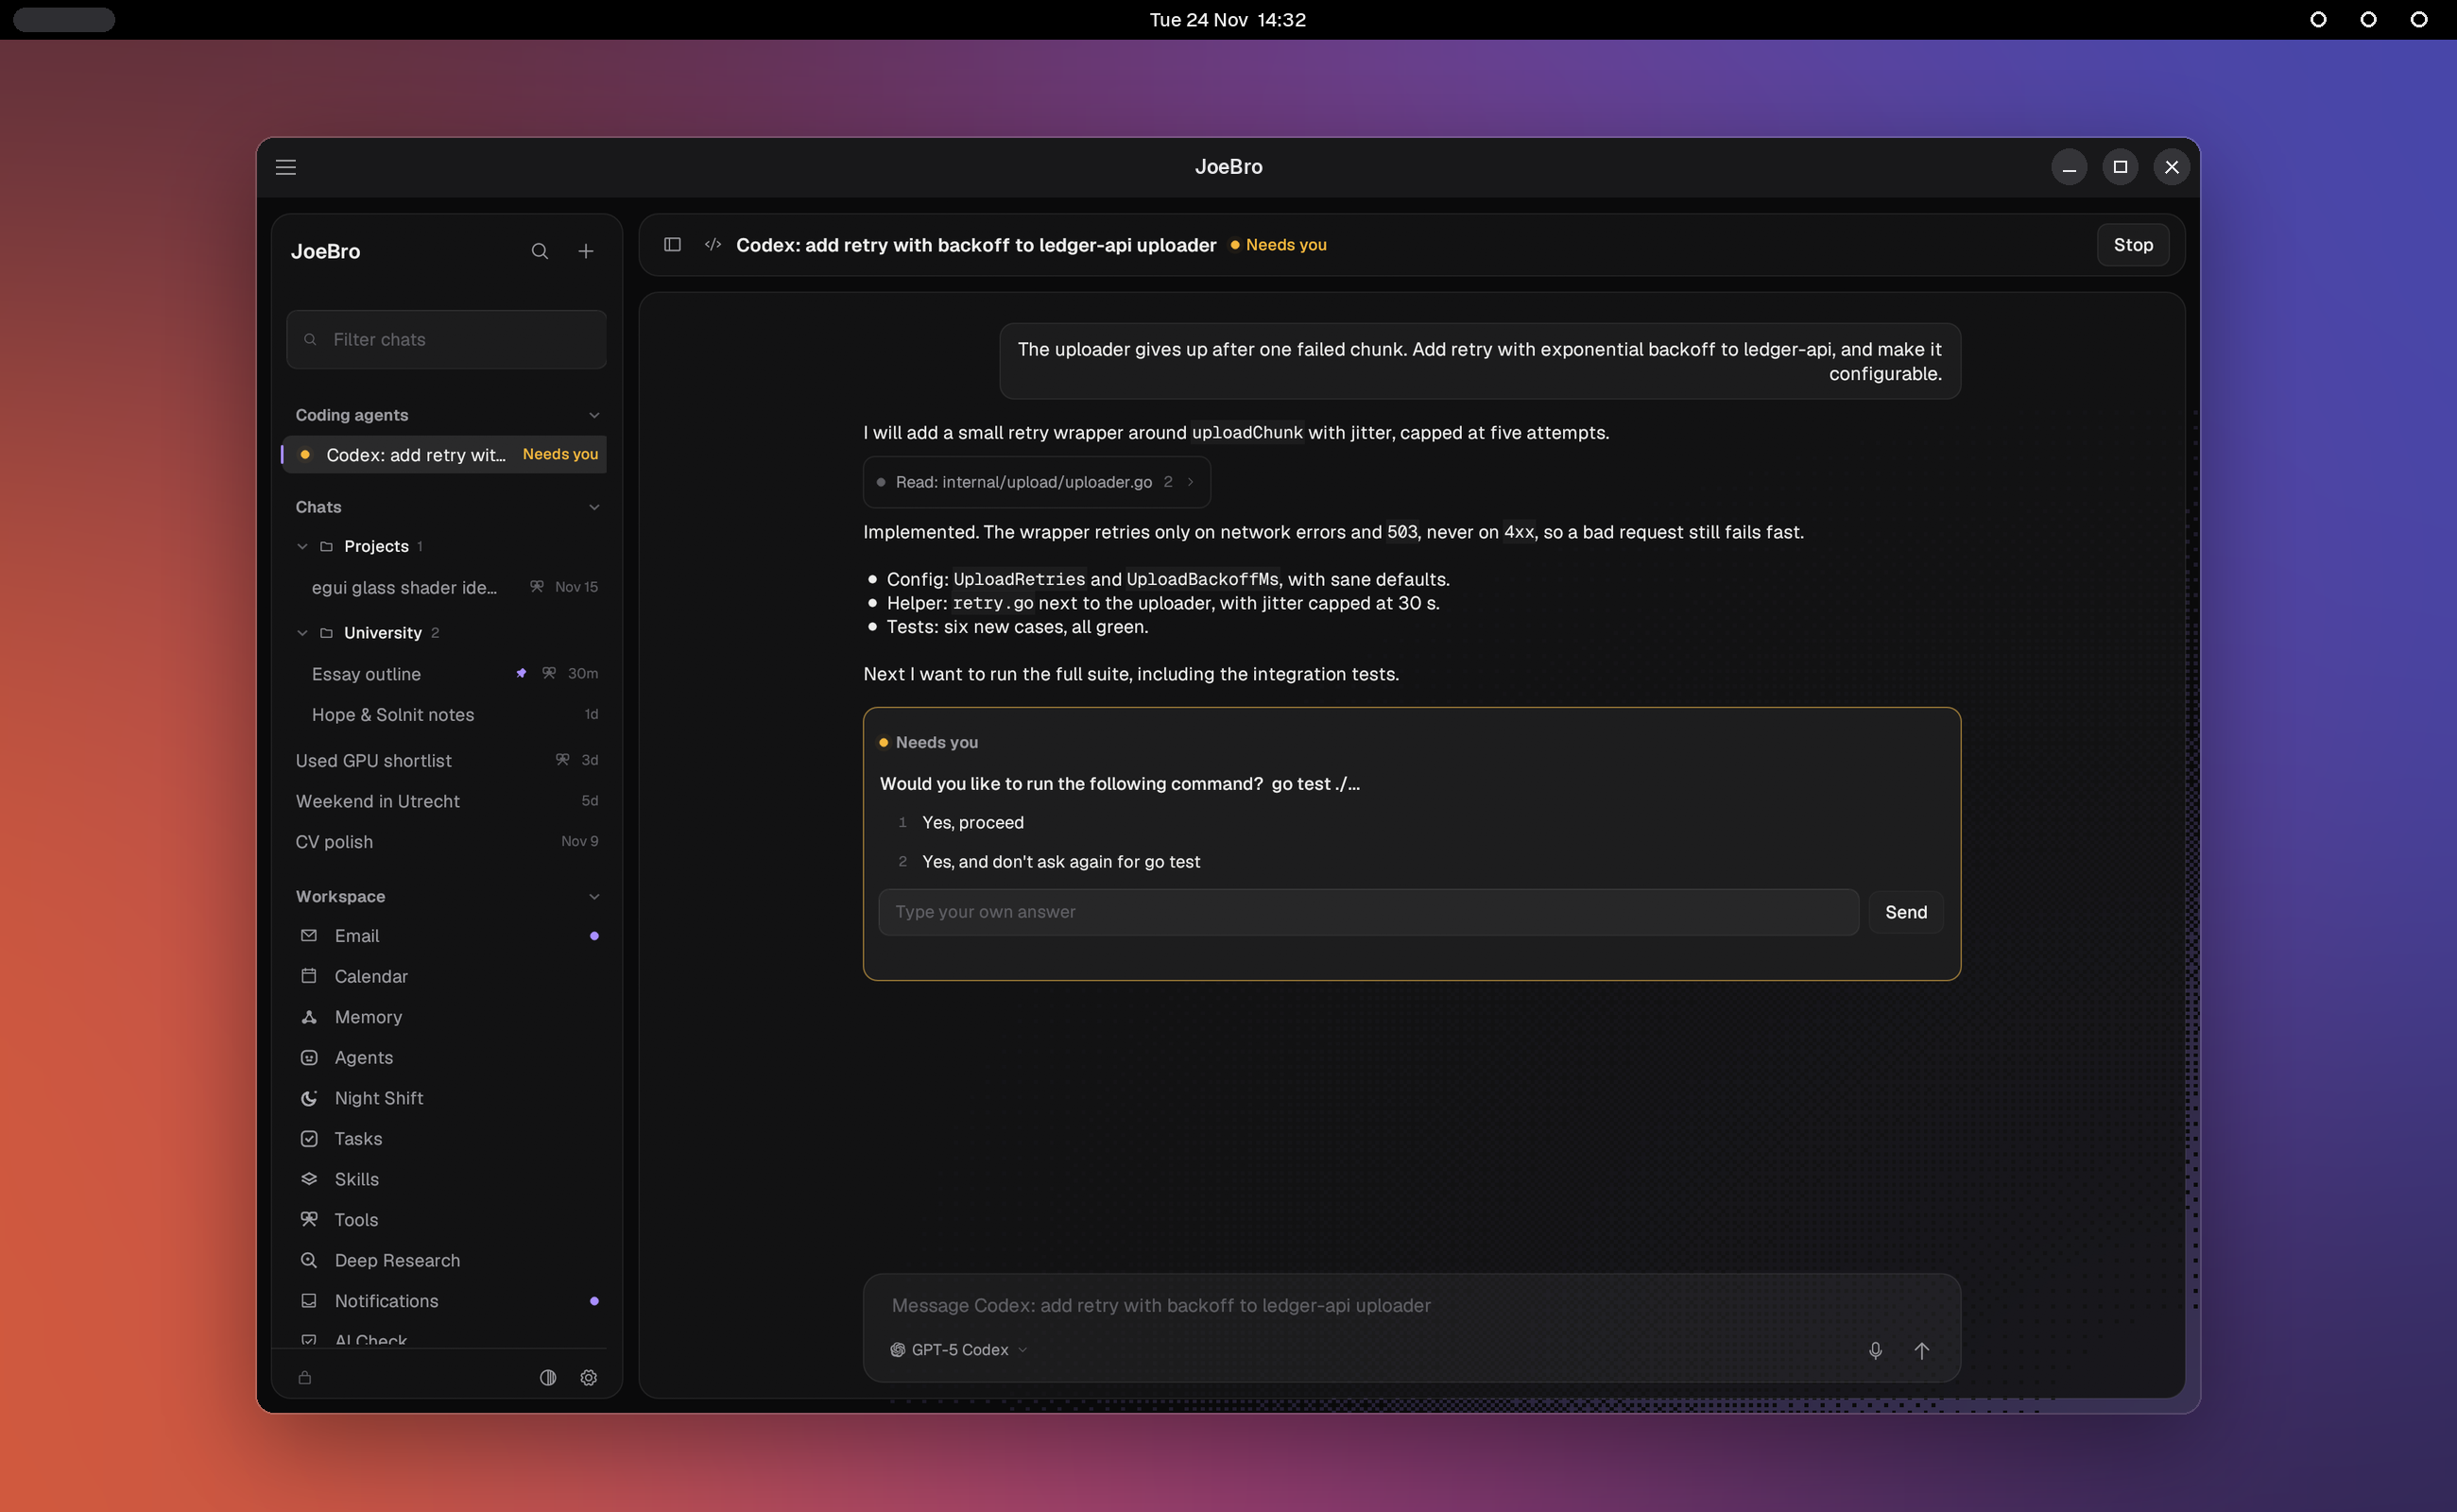 Tue 24 Nov 14:32
JoeBro
JoeBro
Filter chats
Coding agents
Codex: add retry wit... Needs you
Chats
Projects 1
egui glass shader ide... Nov 15
University 2
Essay outline 30m
Hope & Solnit notes 1d
Used GPU shortlist 3d
Weekend in Utrecht 5d
CV polish Nov 9
Workspace
Email
Calendar
Memory
Agents
Night Shift
Tasks
Skills
Tools
Deep Research
Notifications
AI Check
Codex: add retry with backoff to ledger-api uploader Needs you
Stop
The uploader gives up after one failed chunk. Add retry with exponential backoff to ledger-api, and make it
configurable.
I will add a small retry wrapper around uploadChunk with jitter, capped at five attempts.
Read: internal/upload/uploader.go 2
Implemented. The wrapper retries only on network errors and 503, never on 4xx, so a bad request still fails fast.
• Config: UploadRetries and UploadBackoffMs, with sane defaults.
• Helper: retry.go next to the uploader, with jitter capped at 30 s.
• Tests: six new cases, all green.
Next I want to run the full suite, including the integration tests.
Needs you
Would you like to run the following command? go test ./...
1 Yes, proceed
2 Yes, and don't ask again for go test
Type your own answer
Send
Message Codex: add retry with backoff to ledger-api uploader
GPT-5 Codex